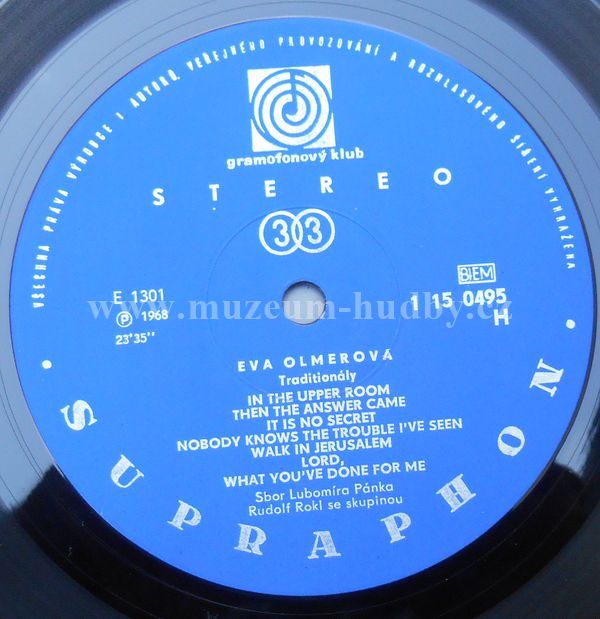 VŠECHNA PRÁVA VÝROBCE I AUTORŮ, VEŘEJNÉHO PROVOZOVÁNÍ A ROZHLASOVÉHO ŠÍŘENÍ VYHRAŽENA
gramofonový klub
STEREO
33
E 1301
Ⓟ 1968
23'35''
BIEM
1 15 0495
H
www.muzeum-hudby.cz
EVA OLMEROVÁ
Traditionály
IN THE UPPER ROOM
THEN THE ANSWER CAME
IT IS NO SECRET
NOBODY KNOWS THE TROUBLE I'VE SEEN
WALK IN JERUSALEM
LORD,
WHAT YOU'VE DONE FOR ME
Sbor Lubomíra Pánka
Rudolf Rokl se skupinou
• SUPRAPHON •